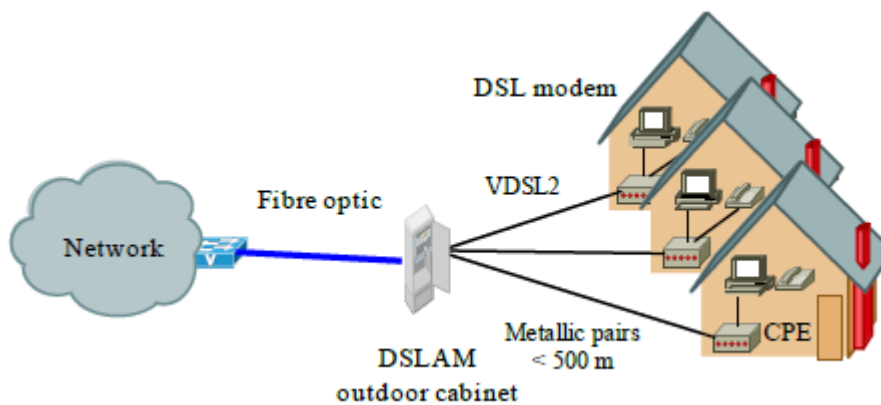 DSL modem
VDSL2
Fibre optic
Network
V
CPE
Metallic pairs
< 500 m
DSLAM
outdoor cabinet